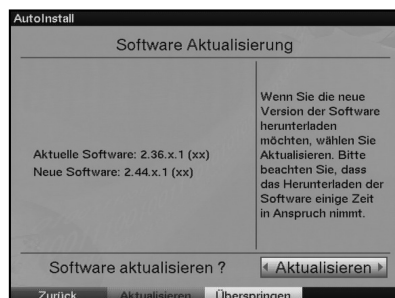 AutoInstall
Software Aktualisierung
Aktuelle Software: 2.36.x.1 (xx)
Neue Software: 2.44.x.1 (xx)
Wenn Sie die neue
Version der Software
herunterladen
möchten, wählen Sie
Aktualisieren. Bitte
beachten Sie, dass
das Herunterladen der
Software einige Zeit
in Anspruch nimmt.
Software aktualisieren ?
Aktualisieren
Zurück Aktualisieren Überspringen